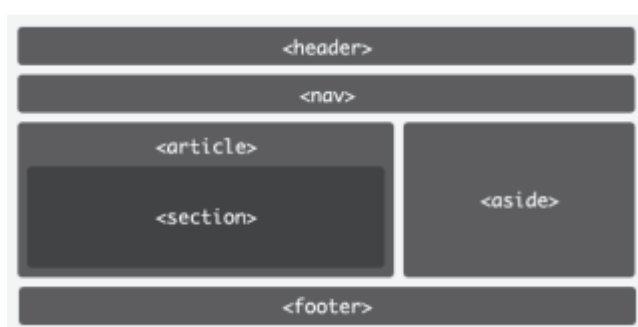 <header>
<nav>
<article>
<section>
<aside>
<footer>